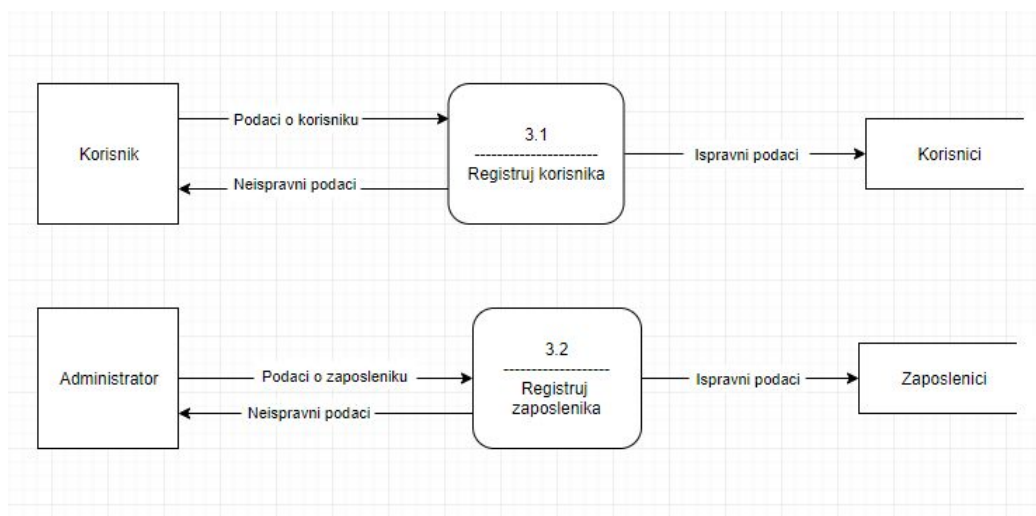 Podaci o korisniku
3.1
Korisnik
Registruj korisnika
Ispravni podaci
Korisnici
Neispravni podaci
3.2
Administrator
Podaci o zaposleniku
Registruj
zaposlenika
Ispravni podaci
Zaposlenici
Neispravni podaci